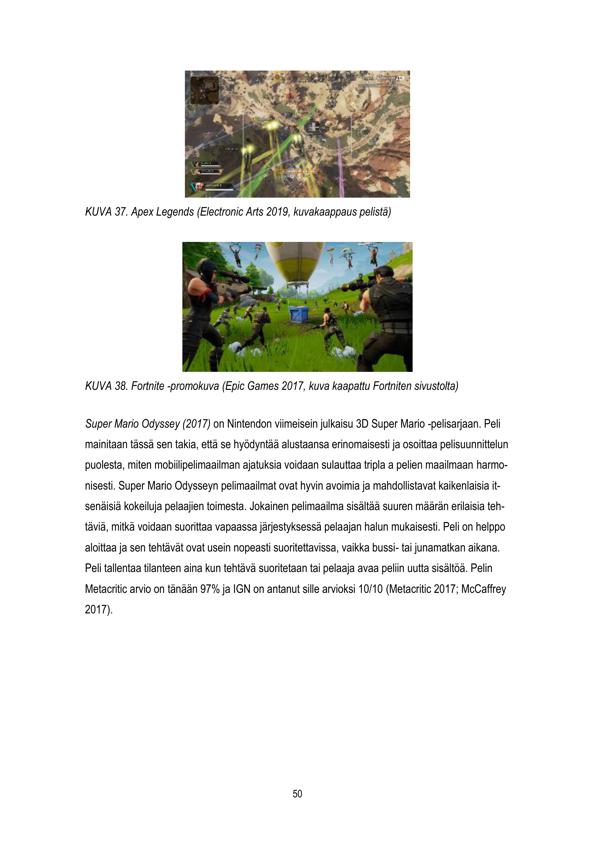 KUVA 37. Apex Legends (Electronic Arts 2019, kuvakaappaus pelistä)
KUVA 38. Fortnite -promokuva (Epic Games 2017, kuva kaapattu Fortniten sivustolta)
Super Mario Odyssey (2017) on Nintendon viimeisein julkaisu 3D Super Mario -pelisarjaan. Peli
mainitaan tässä sen takia, että se hyödyntää alustaansa erinomaisesti ja osoittaa pelisuunnittelun
puolesta, miten mobiilipelimaailman ajatuksia voidaan sulauttaa tripla a pelien maailmaan harmo-
nisesti. Super Mario Odysseyn pelimaailmat ovat hyvin avoimia ja mahdollistavat kaikenlaisia it-
senäisiä kokeiluja pelaajien toimesta. Jokainen pelimaailma sisältää suuren määrän erilaisia teh-
täviä, mitkä voidaan suorittaa vapaassa järjestyksessä pelaajan halun mukaisesti. Peli on helppo
aloittaa ja sen tehtävät ovat usein nopeasti suoritettavissa, vaikka bussi- tai junamatkan aikana.
Peli tallentaa tilanteen aina kun tehtävä suoritetaan tai pelaaja avaa peliin uutta sisältöä. Pelin
Metacritic arvio on tänään 97% ja IGN on antanut sille arvioksi 10/10 (Metacritic 2017; McCaffrey
2017).
50